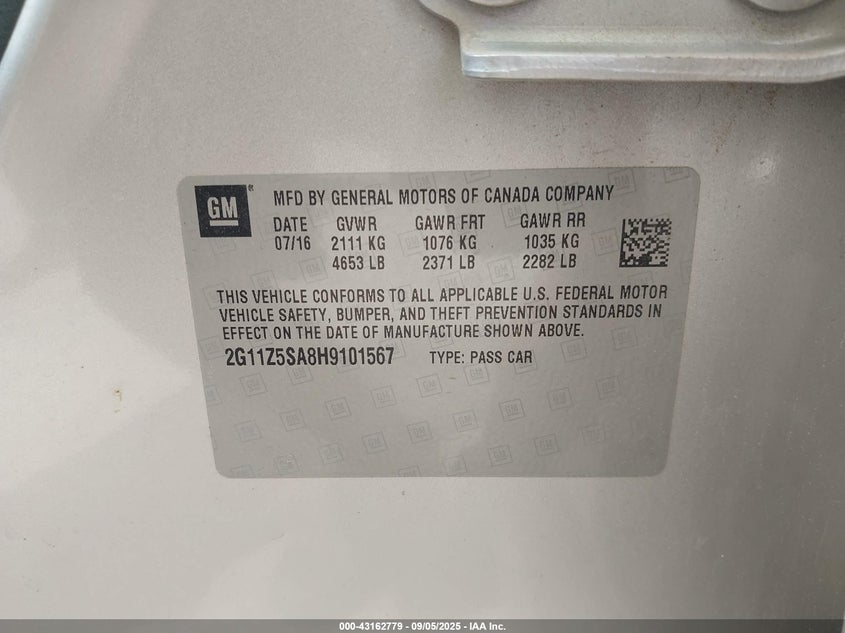 GM ® MFD BY GENERAL MOTORS OF CANADA COMPANY
DATE GVWR GAWR FRT GAWR RR
07/16 2111 KG 1076 KG 1035 KG
4653 LB 2371 LB 2282 LB
THIS VEHICLE CONFORMS TO ALL APPLICABLE U.S. FEDERAL MOTOR
VEHICLE SAFETY, BUMPER, AND THEFT PREVENTION STANDARDS IN
EFFECT ON THE DATE OF MANUFACTURE SHOWN ABOVE.
2G11Z5SA8H9101567 TYPE: PASS CAR
000-43162779 - 09/05/2025 - IAA Inc.